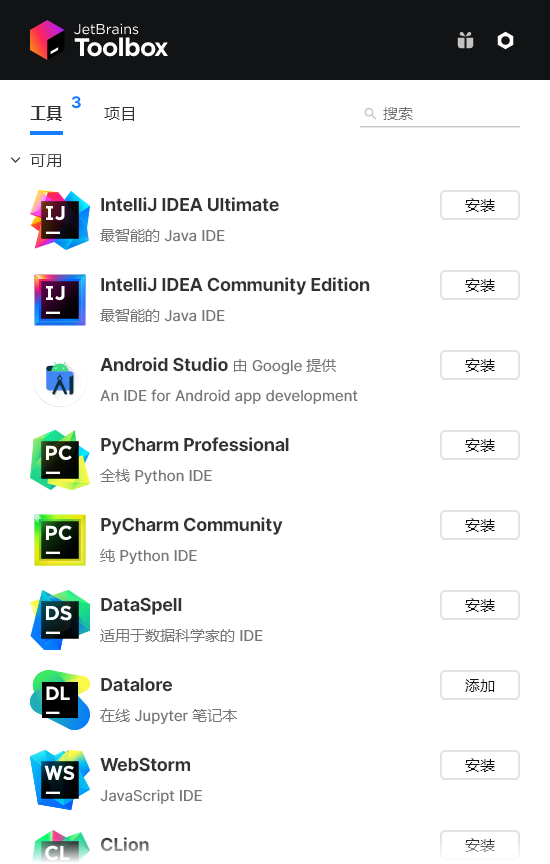 JetBrains
Toolbox
工具 3 项目 搜索
可用
IJ IntelliJ IDEA Ultimate 安装
最智能的 Java IDE
IJ IntelliJ IDEA Community Edition 安装
最智能的 Java IDE
Android Studio 由 Google 提供 安装
An IDE for Android app development
PC PyCharm Professional 安装
全栈 Python IDE
PC PyCharm Community 安装
纯 Python IDE
DS DataSpell 安装
适用于数据科学家的 IDE
DL Datalore 添加
在线 Jupyter 笔记本
WS WebStorm 安装
JavaScript IDE
CL CLion 安装